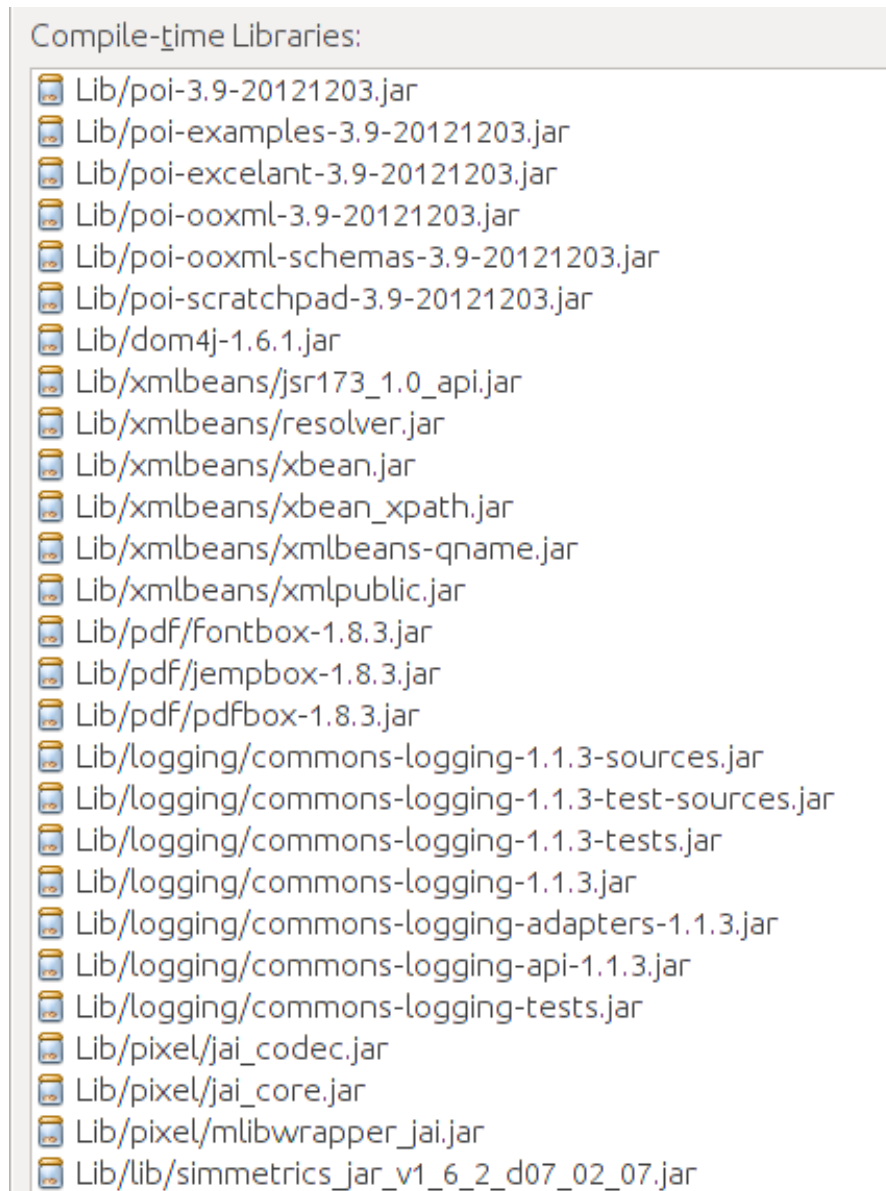 Compile-time Libraries:
Lib/poi-3.9-20121203.jar
Lib/poi-examples-3.9-20121203.jar
Lib/poi-excelant-3.9-20121203.jar
Lib/poi-ooxml-3.9-20121203.jar
Lib/poi-ooxml-schemas-3.9-20121203.jar
Lib/poi-scratchpad-3.9-20121203.jar
Lib/dom4j-1.6.1.jar
Lib/xmlbeans/jsr173_1.0_api.jar
Lib/xmlbeans/resolver.jar
Lib/xmlbeans/xbean.jar
Lib/xmlbeans/xbean_xpath.jar
Lib/xmlbeans/xmlbeans-qname.jar
Lib/xmlbeans/xmlpublic.jar
Lib/pdf/fontbox-1.8.3.jar
Lib/pdf/jempbox-1.8.3.jar
Lib/pdf/pdfbox-1.8.3.jar
Lib/logging/commons-logging-1.1.3-sources.jar
Lib/logging/commons-logging-1.1.3-test-sources.jar
Lib/logging/commons-logging-1.1.3-tests.jar
Lib/logging/commons-logging-1.1.3.jar
Lib/logging/commons-logging-adapters-1.1.3.jar
Lib/logging/commons-logging-api-1.1.3.jar
Lib/logging/commons-logging-tests.jar
Lib/pixel/jai_codec.jar
Lib/pixel/jai_core.jar
Lib/pixel/mlibwrapper_jai.jar
Lib/lib/simmetrics_jar_v1_6_2_d07_02_07.jar